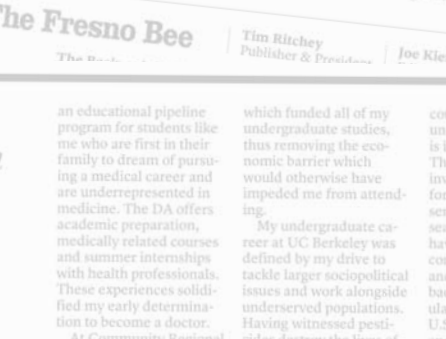 The Fresno Bee
Tim Ritchey
Publisher & President
Joe
an educational pipeline
program for students like
me who are first in their
family to dream of pursu-
ing a medical career and
are underrepresented in
medicine. The DA offers
academic preparation,
medically related courses
and summer internships
with health professionals.
These experiences solidi-
fied my early determina-
tion to become a doctor.
At Community Regional
which funded all of my
undergraduate studies,
thus removing the eco-
nomic barrier which
would otherwise have
impeded me from attend-
ing.
My undergraduate ca-
reer at UC Berkeley was
defined by my drive to
tackle larger sociopolitical
issues and work alongside
underserved populations.
Having witnessed pesti-
cides destroy the lives of